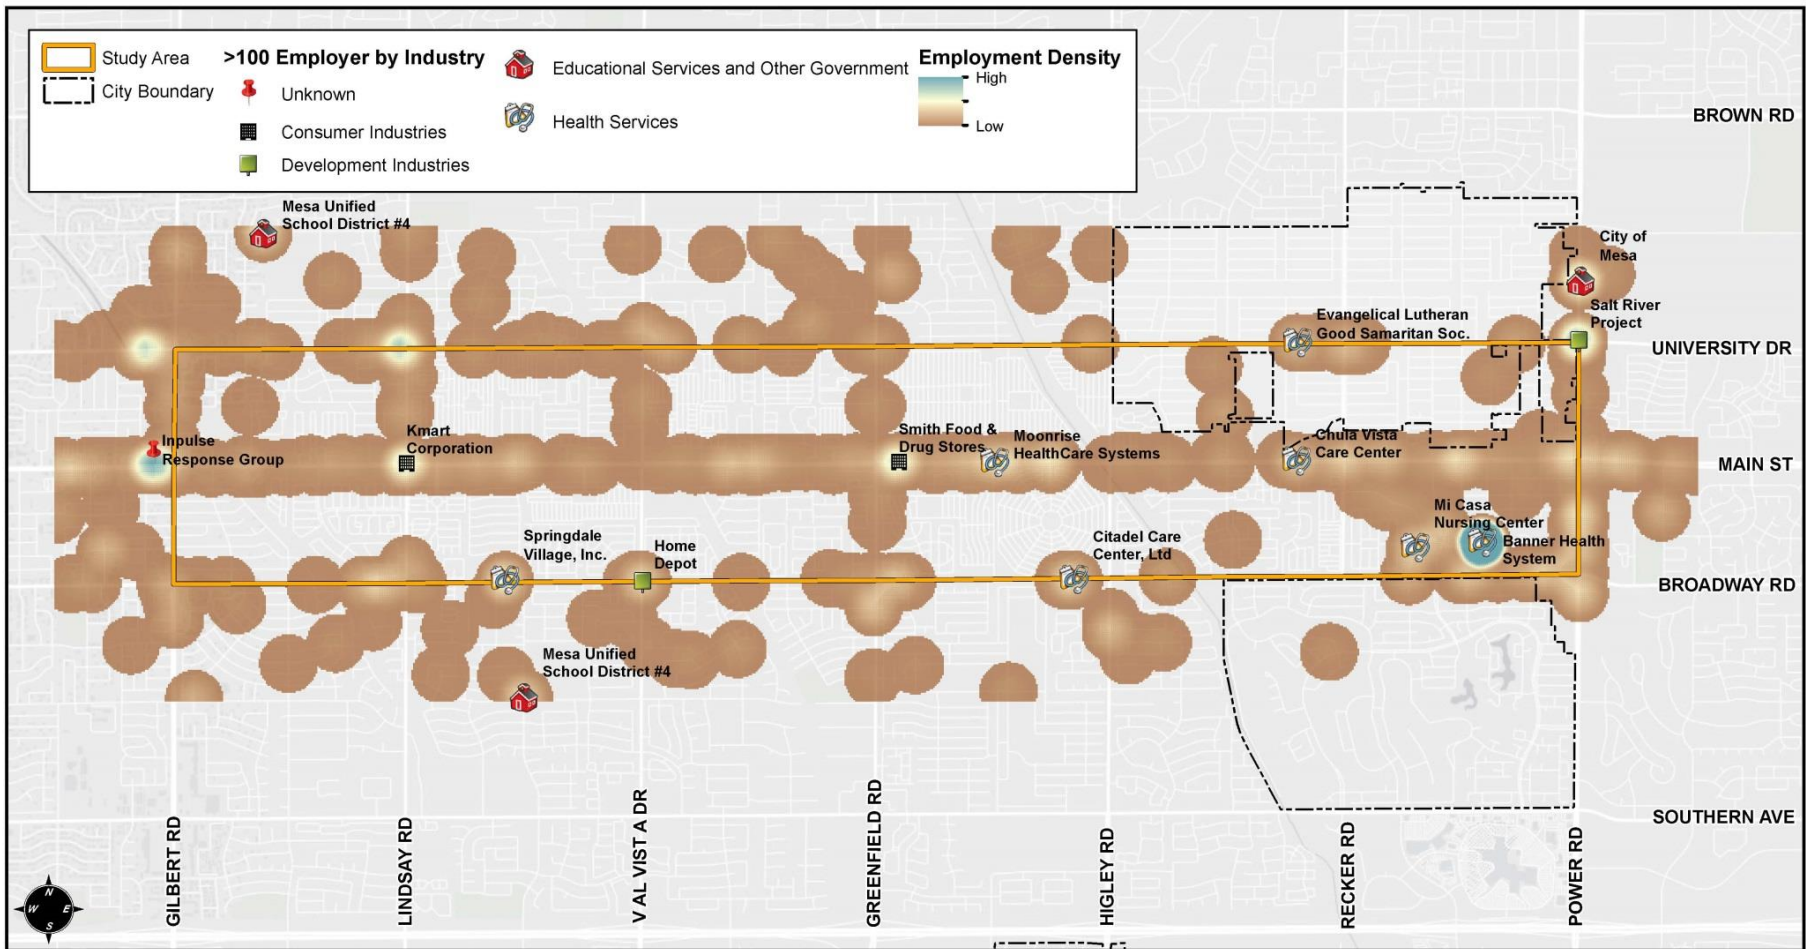 Study Area
City Boundary
>100 Employer by Industry
Unknown
Consumer Industries
Development Industries
Educational Services and Other Government
Health Services
Employment Density
High
Low
BROWN RD
Mesa Unified
School District #4
City of
Mesa
Salt River
Project
Evangelical Lutheran
Good Samaritan Soc.
UNIVERSITY DR
Inpulse
Response Group
Kmart
Corporation
Smith Food &
Drug Stores
Moonrise
HealthCare Systems
Chula Vista
Care Center
MAIN ST
Mi Casa
Nursing Center
Banner Health
System
Springdale
Village, Inc.
Home
Depot
Citadel Care
Center, Ltd
BROADWAY RD
Mesa Unified
School District #4
SOUTHERN AVE
GILBERT RD
LINDSAY RD
V AL VIST A DR
GREENFIELD RD
HIGLEY RD
RECKER RD
POWER RD
N
W E
S